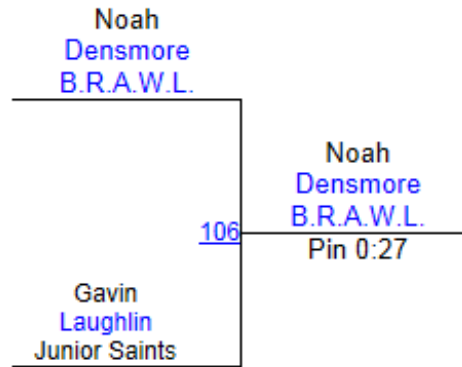 Noah
Densmore
B.R.A.W.L.
106
Noah
Densmore
B.R.A.W.L.
Pin 0:27
Gavin
Laughlin
Junior Saints